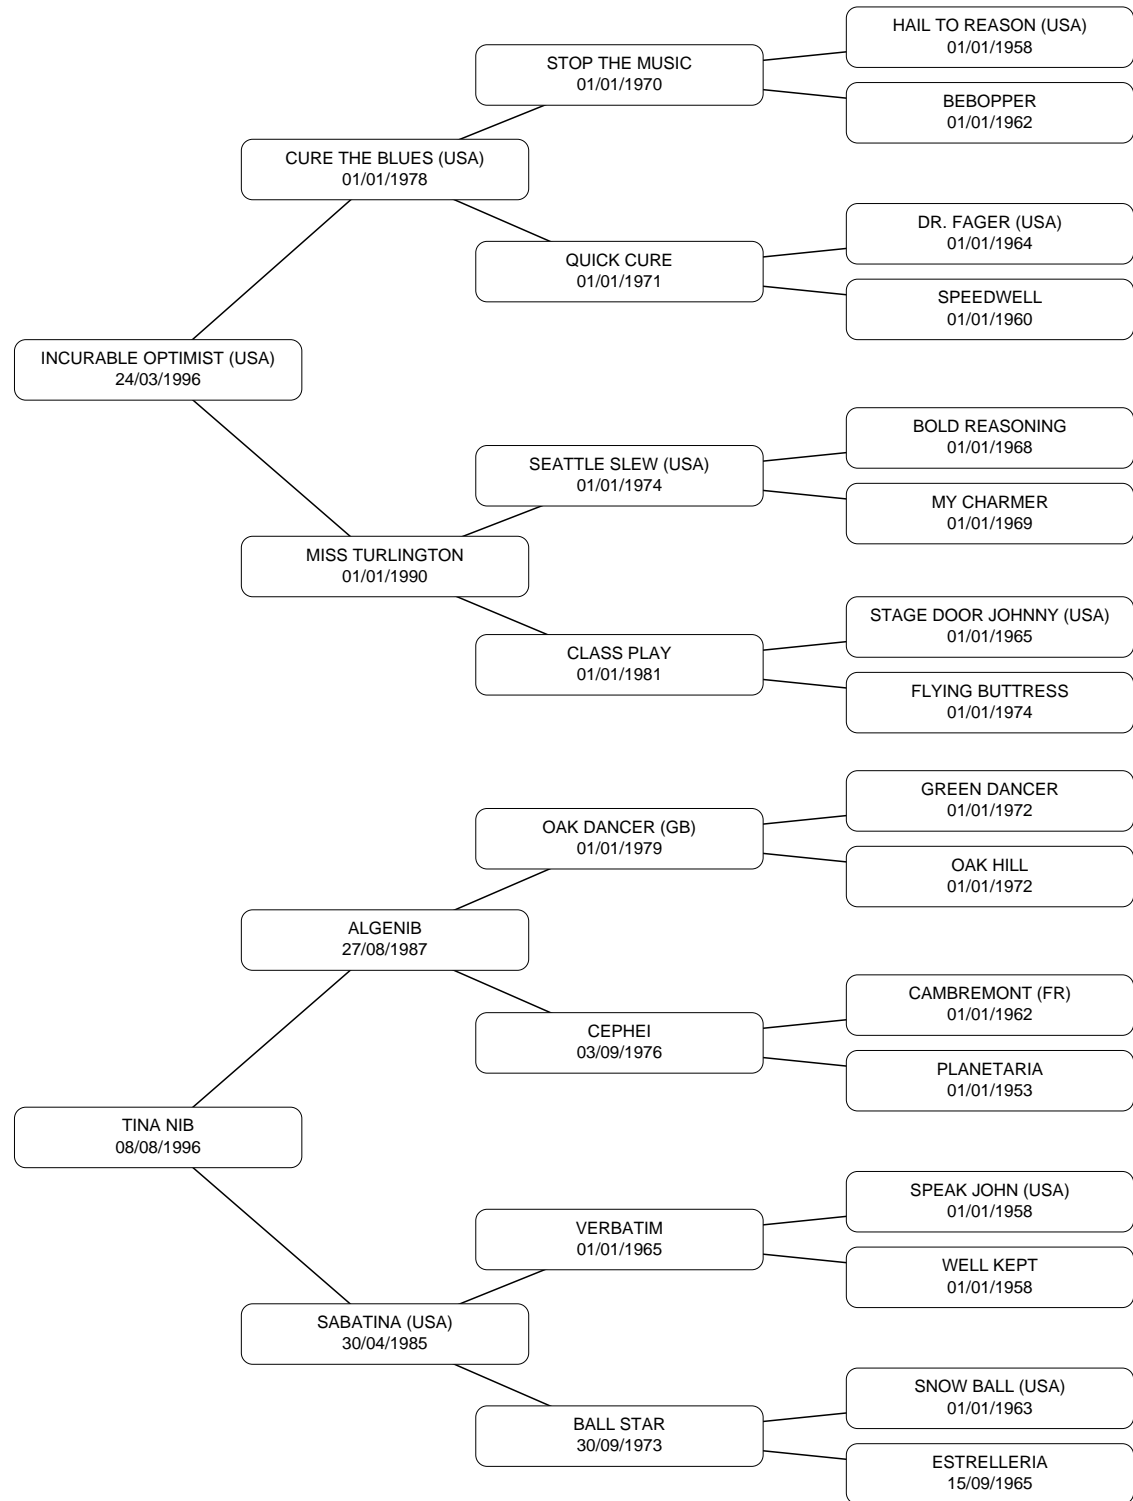 HAIL TO REASON (USA)
01/01/1958
STOP THE MUSIC
01/01/1970
BEBOPPER
01/01/1962
CURE THE BLUES (USA)
01/01/1978
DR. FAGER (USA)
01/01/1964
QUICK CURE
01/01/1971
SPEEDWELL
01/01/1960
INCURABLE OPTIMIST (USA)
24/03/1996
BOLD REASONING
01/01/1968
SEATTLE SLEW (USA)
01/01/1974
MY CHARMER
01/01/1969
MISS TURLINGTON
01/01/1990
STAGE DOOR JOHNNY (USA)
01/01/1965
CLASS PLAY
01/01/1981
FLYING BUTTRESS
01/01/1974
GREEN DANCER
01/01/1972
OAK DANCER (GB)
01/01/1979
OAK HILL
01/01/1972
ALGENIB
27/08/1987
CAMBREMONT (FR)
01/01/1962
CEPHEI
03/09/1976
PLANETARIA
01/01/1953
TINA NIB
08/08/1996
SPEAK JOHN (USA)
01/01/1958
VERBATIM
01/01/1965
WELL KEPT
01/01/1958
SABATINA (USA)
30/04/1985
SNOW BALL (USA)
01/01/1963
BALL STAR
30/09/1973
ESTRELLERIA
15/09/1965